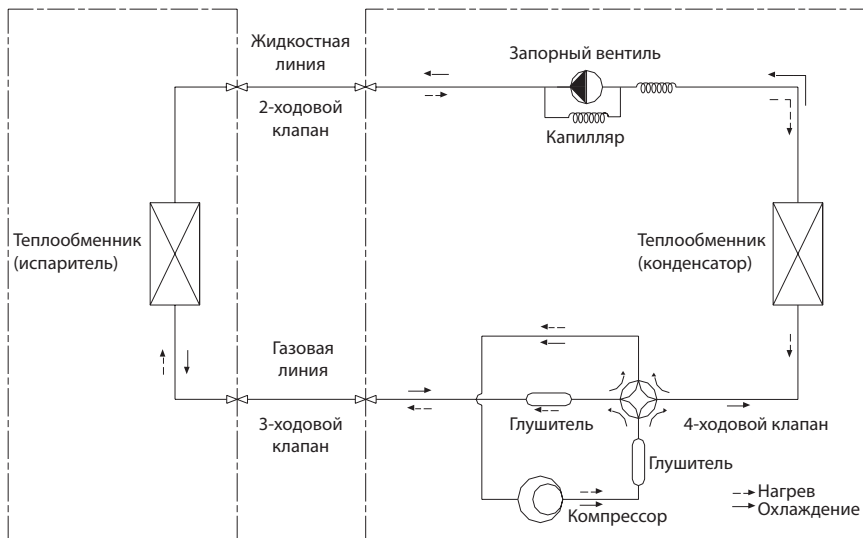 Жидкостная
линия
Запорный вентиль
2-ходовой
клапан
Капилляр
Теплообменник
(испаритель)
Теплообменник
(конденсатор)
Газовая
линия
3-ходовой
клапан
Глушитель
4-ходовой клапан
Глушитель
Компрессор
Нагрев
Охлаждение